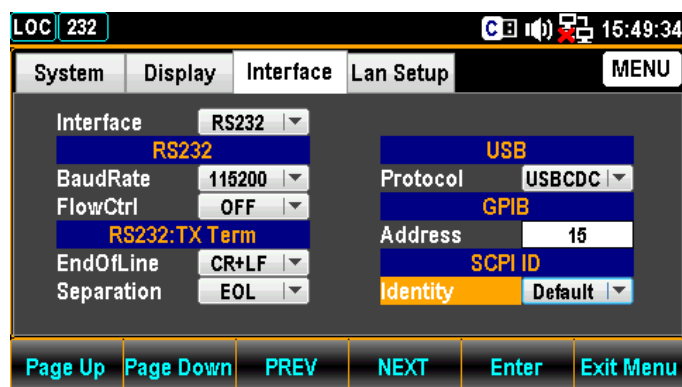 LOC 232 C 15:49:34
System Display Interface Lan Setup MENU
Interface RS232
RS232 USB
BaudRate 115200 Protocol USBCDC
FlowCtrl OFF GPIB
RS232:TX Term Address 15
EndOfLine CR+LF SCPI ID
Separation EOL Identity Default
Page Up Page Down PREV NEXT Enter Exit Menu